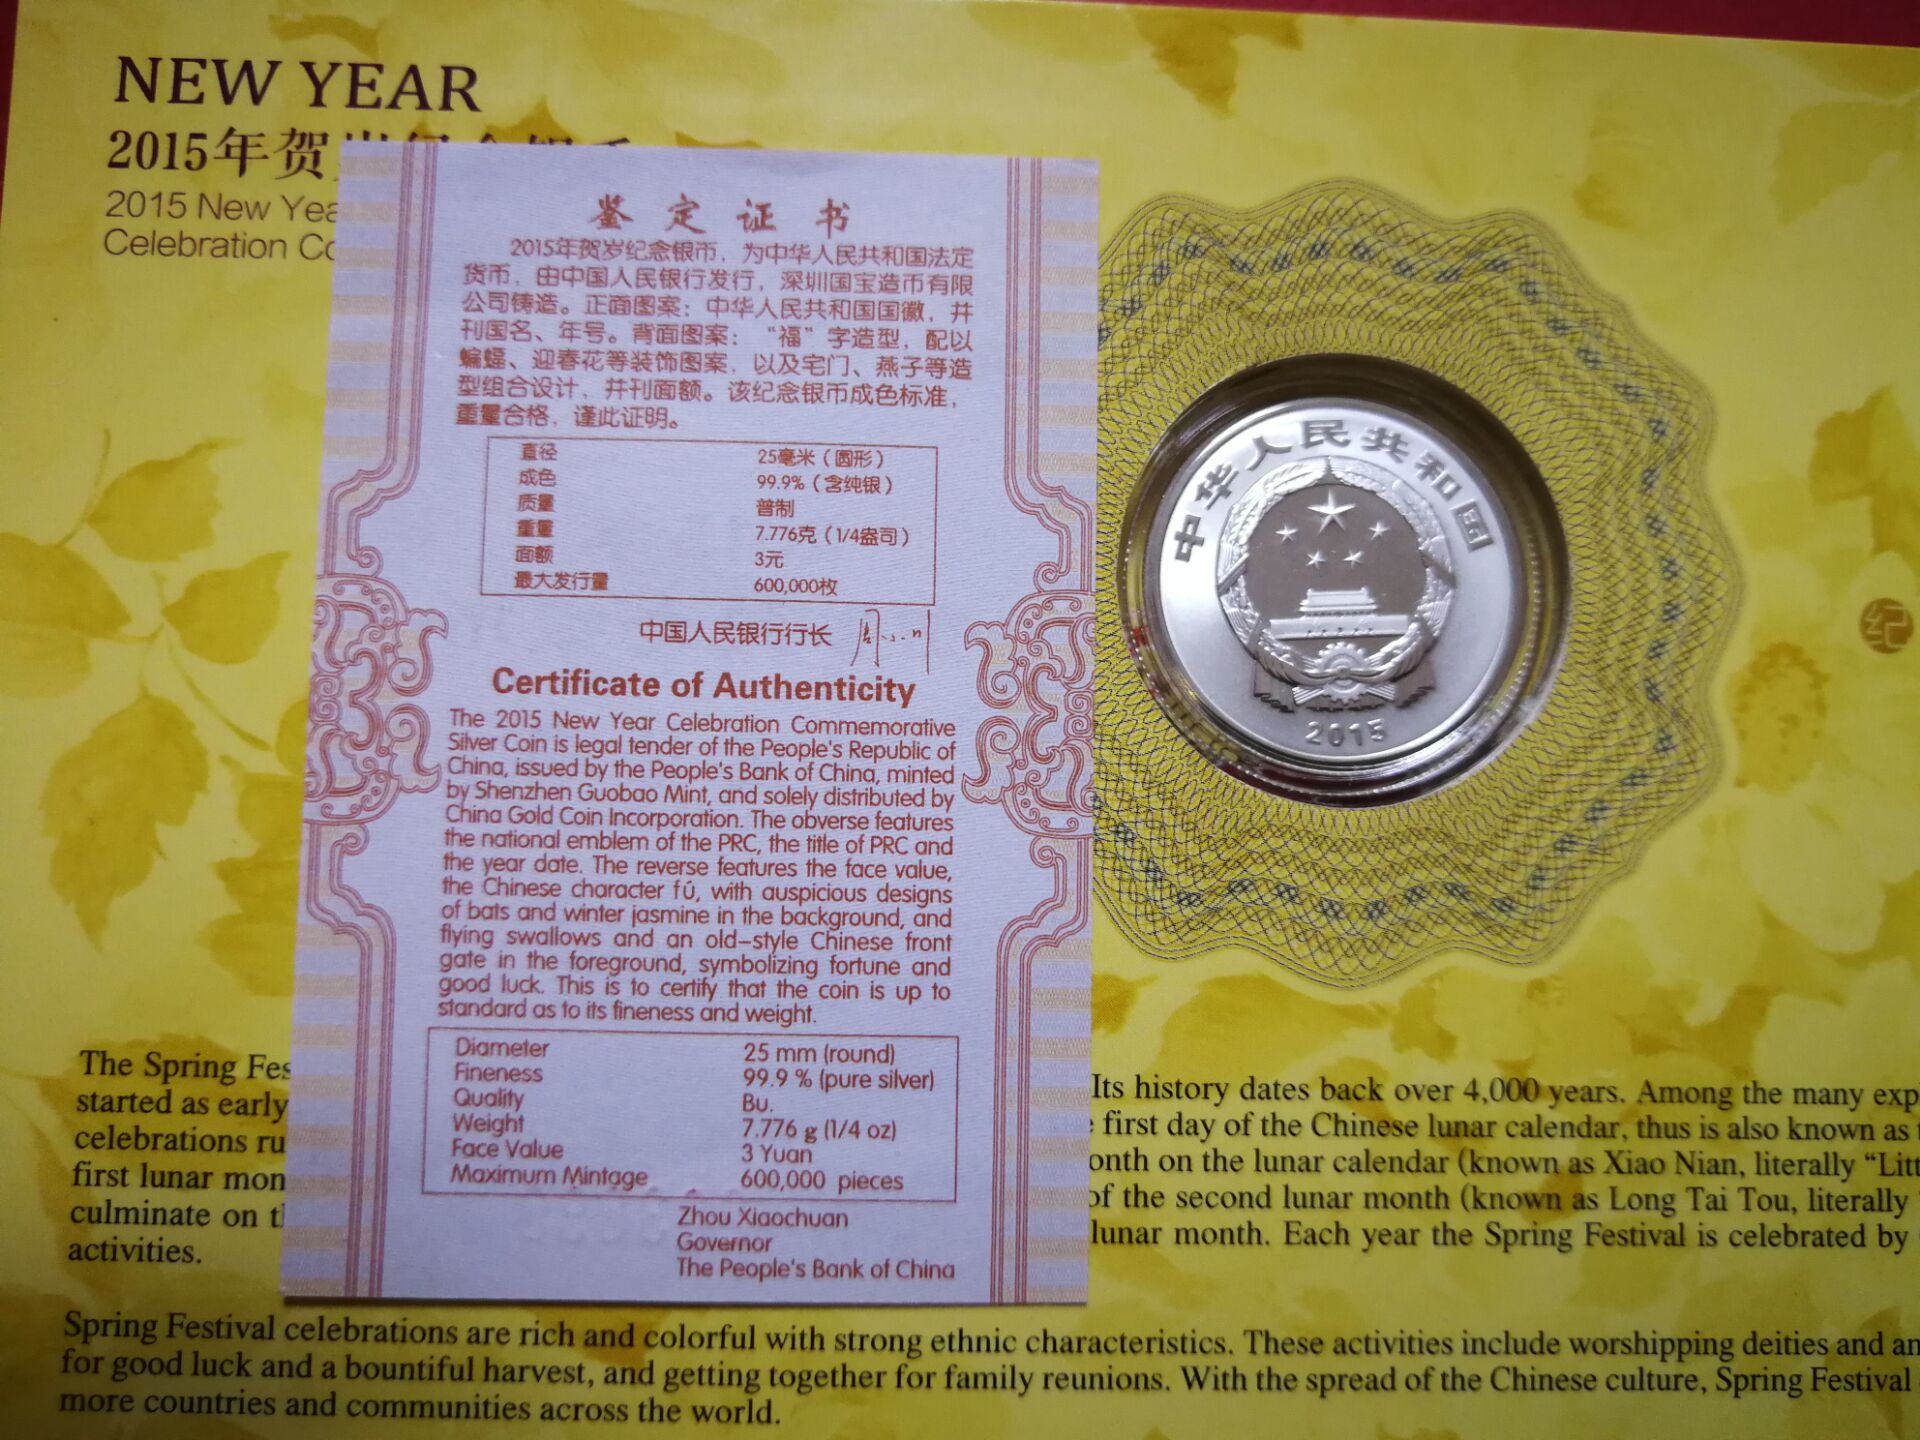 NEW YEAR
2015年贺岁纪念银币
2015 New Yea
Celebration Co
鉴定证书
2015年贺岁纪念银币，为中华人民共和国法定
货币，由中国人民银行发行，深圳国宝造币有限
公司铸造。正面图案：中华人民共和国国徽，并
刊国名、年号。背面图案：“福”字造型，配以
蝙蝠、迎春花等装饰图案，以及宅门、燕子等造
型组合设计，并刊面额。该纪念银币成色标准，
重量合格，谨此证明。
直径 25毫米（圆形）
成色 99.9%（含纯银）
质量 普制
重量 7.776克（1/4盎司）
面额 3元
最大发行量 600,000枚
中国人民银行行长
Certificate of Authenticity
The 2015 New Year Celebration Commemorative
Silver Coin is legal tender of the People's Republic of
China, issued by the People's Bank of China, minted
by Shenzhen Guobao Mint, and solely distributed by
China Gold Coin Incorporation. The obverse features
the national emblem of the PRC, the title of PRC and
the year date. The reverse features the face value,
the Chinese character fú, with auspicious designs
of bats and winter jasmine in the background, and
flying swallows and an old-style Chinese front
gate in the foreground, symbolizing fortune and
good luck. This is to certify that the coin is up to
standard as to its fineness and weight.
Diameter 25 mm (round)
Fineness 99.9 % (pure silver)
Quality Bu.
Weight 7.776 g (1/4 oz)
Face Value 3 Yuan
Maximum Mintage 600,000 pieces
Zhou Xiaochuan
Governor
The People's Bank of China
中华人民共和国
2015
纪
The Spring Fes
started as early
celebrations ru
first lunar mon
culminate on t
activities.
Its history dates back over 4,000 years. Among the many exp
first day of the Chinese lunar calendar, thus is also known as
onth on the lunar calendar (known as Xiao Nian, literally “Litt
of the second lunar month (known as Long Tai Tou, literally
lunar month. Each year the Spring Festival is celebrated by
Spring Festival celebrations are rich and colorful with strong ethnic characteristics. These activities include worshipping deities and an
for good luck and a bountiful harvest, and getting together for family reunions. With the spread of the Chinese culture, Spring Festival
more countries and communities across the world.